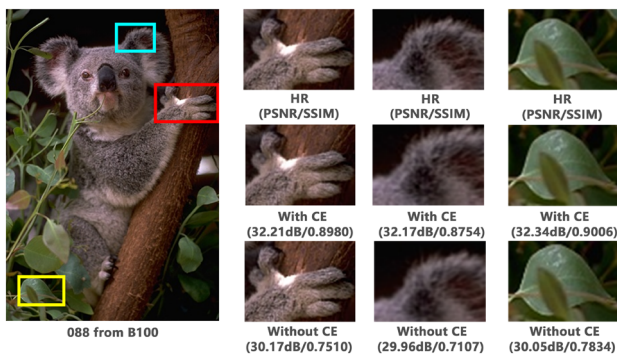 HR
(PSNR/SSIM)
HR
(PSNR/SSIM)
HR
(PSNR/SSIM)
With CE
(32.21dB/0.8980)
With CE
(32.17dB/0.8754)
With CE
(32.34dB/0.9006)
088 from B100
Without CE
(30.17dB/0.7510)
Without CE
(29.96dB/0.7107)
Without CE
(30.05dB/0.7834)